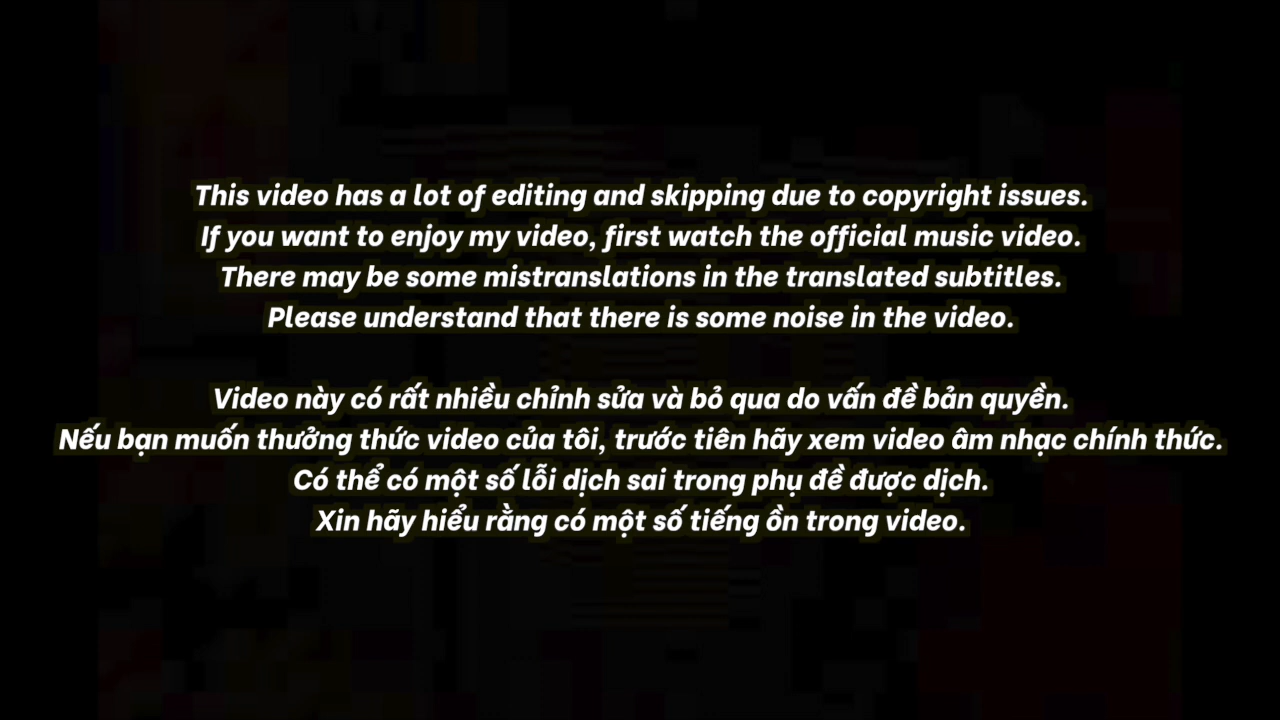 This video has a lot of editing and skipping due to copyright issues.
If you want to enjoy my video, first watch the official music video.
There may be some mistranslations in the translated subtitles.
Please understand that there is some noise in the video.
Video này có rất nhiều chỉnh sửa và bỏ qua do vấn đề bản quyền.
Nếu bạn muốn thưởng thức video của tôi, trước tiên hãy xem video âm nhạc chính thức.
Có thể có một số lỗi dịch sai trong phụ đề được dịch.
Xin hãy hiểu rằng có một số tiếng ồn trong video.